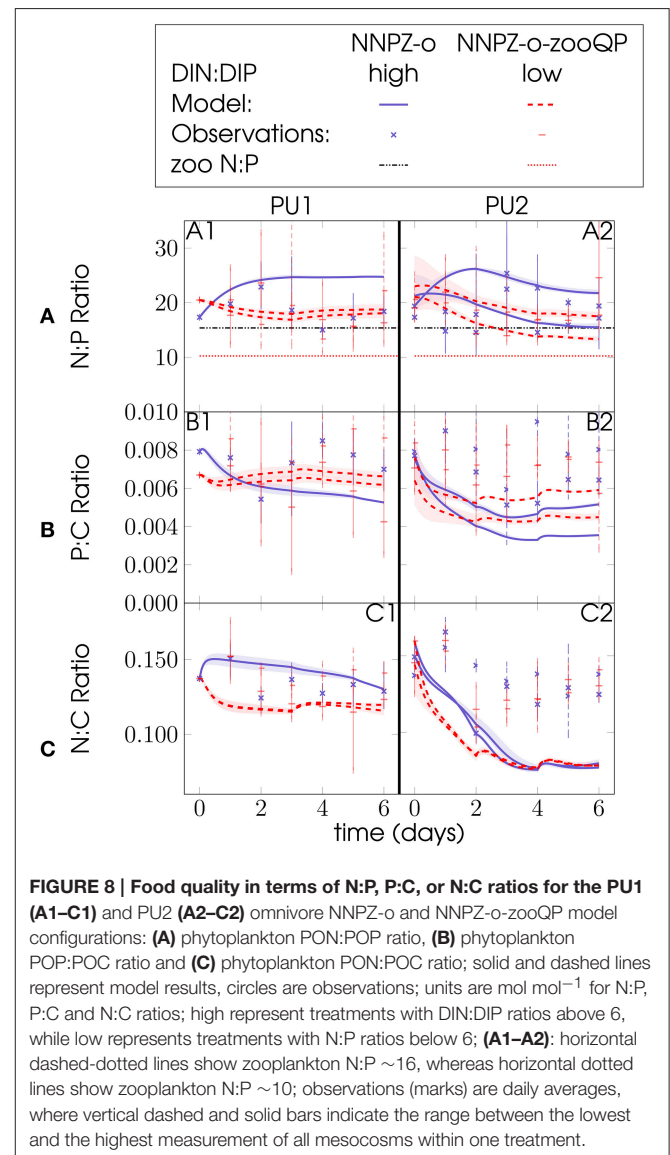 NNPZ-o NNPZ-o-zooQP
DIN:DIP high low
Model:
Observations:
zoo N:P
PU1 PU2
A1 A2
30
20
10
A
N:P Ratio
B1 B2
0.010
0.008
0.006
0.004
0.002
0.000
B
P:C Ratio
C1 C2
0.150
0.100
C
N:C Ratio
0 2 4 6 0 2 4 6
time (days)
FIGURE 8 | Food quality in terms of N:P, P:C, or N:C ratios for the PU1
(A1–C1) and PU2 (A2–C2) omnivore NNPZ-o and NNPZ-o-zooQP model
configurations: (A) phytoplankton PON:POP ratio, (B) phytoplankton
POP:POC ratio and (C) phytoplankton PON:POC ratio; solid and dashed lines
represent model results, circles are observations; units are mol mol−1 for N:P,
P:C and N:C ratios; high represent treatments with DIN:DIP ratios above 6,
while low represents treatments with N:P ratios below 6; (A1–A2): horizontal
dashed-dotted lines show zooplankton N:P ∼16, whereas horizontal dotted
lines show zooplankton N:P ∼10; observations (marks) are daily averages,
where vertical dashed and solid bars indicate the range between the lowest
and the highest measurement of all mesocosms within one treatment.